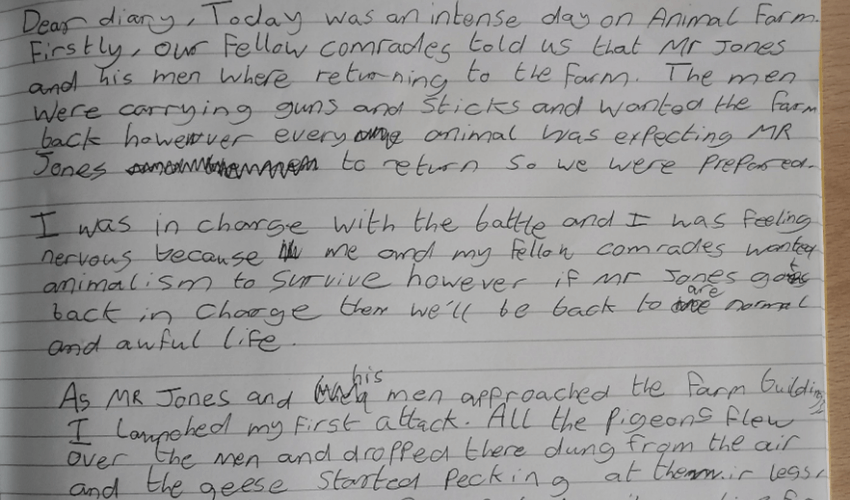 Dear diary, Today was an intense day on Animal Farm.
Firstly, our fellow comrades told us that Mr Jones
and his men where returning to the farm. The men
were carrying guns and sticks and wanted the farm
back however every animal was expecting MR
Jones to return so we were prepared.
I was in charge with the battle and I was feeling
nervous because me and my fellow comrades wanted
animalism to survive however if Mr Jones gets
back in charge then we'll be back to are normal
and awful life.
As MR Jones and his men approached the farm building
I launched my first attack. All the pigeons flew
over the men and dropped there dung from the air
and the geese started pecking at their legs.